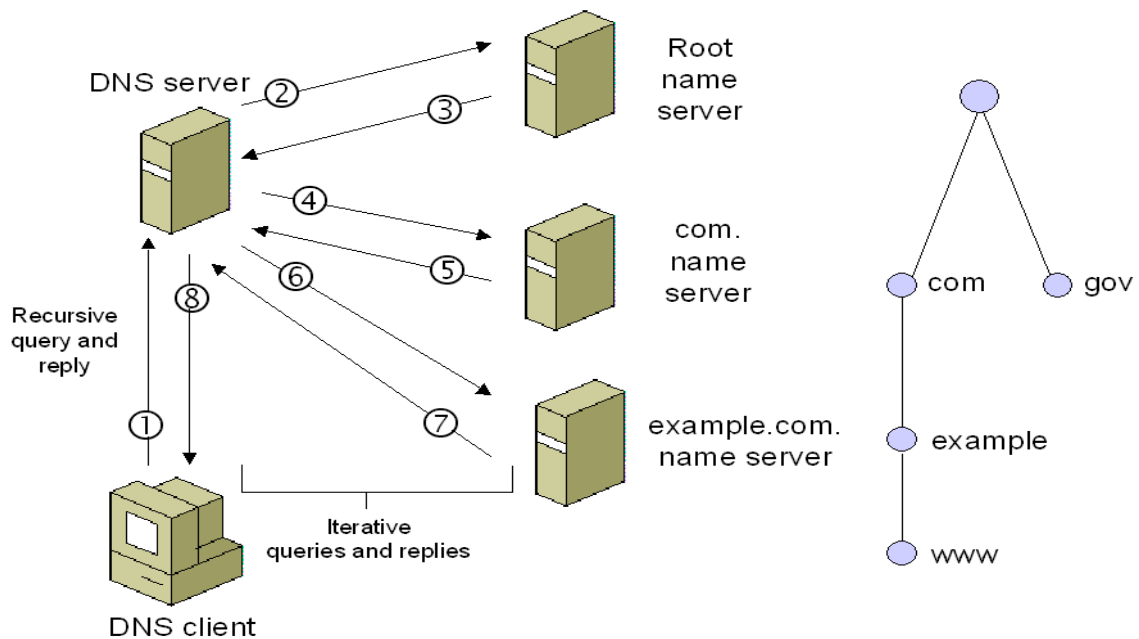 DNS server
②
③
Root
name
server
④
⑤
com.
name
server
⑥
⑧
Recursive
query and
reply
①
⑦
example.com.
name server
Iterative
queries and replies
DNS client
com
gov
example
www